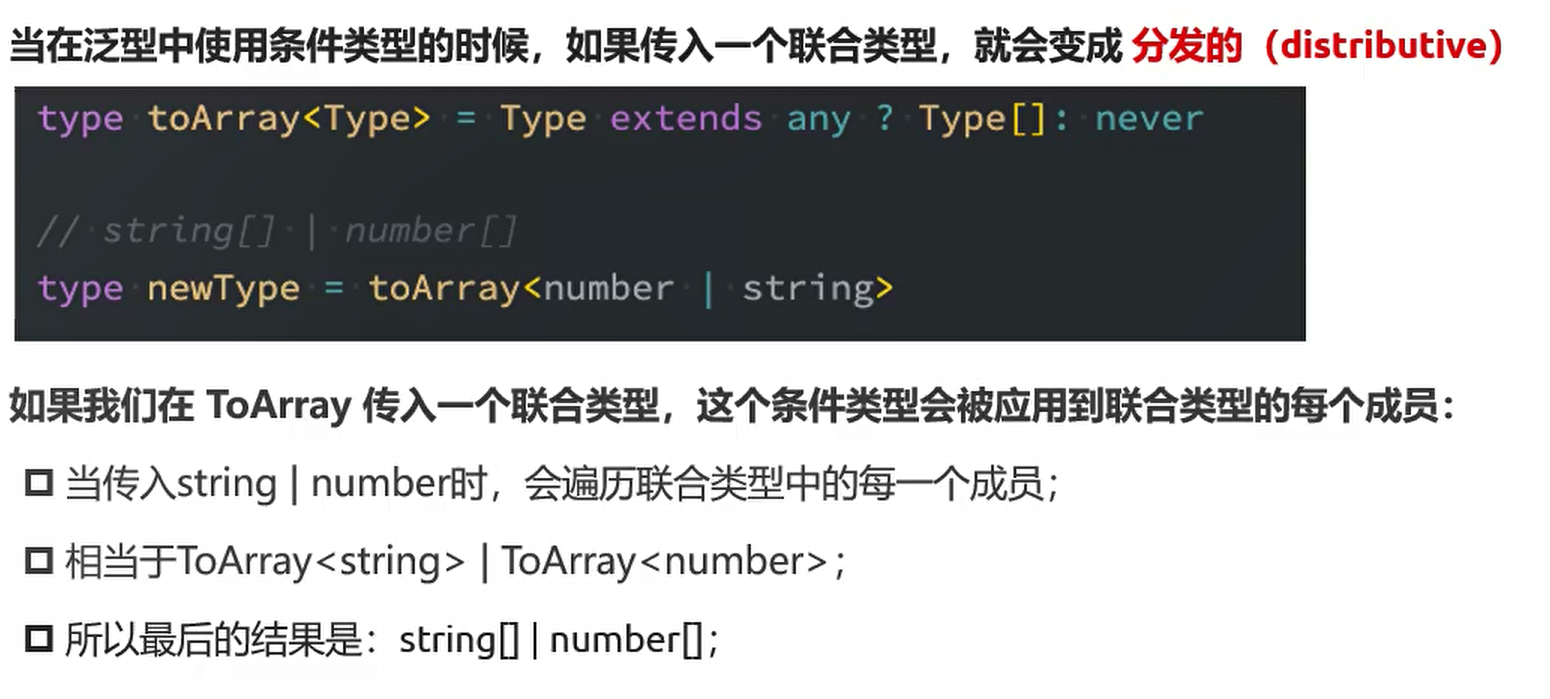 当在泛型中使用条件类型的时候，如果传入一个联合类型，就会变成 分发的（distributive）
type toArray<Type> = Type extends any ? Type[]: never
// string[] | number[]
type newType = toArray<number | string>
如果我们在 ToArray 传入一个联合类型，这个条件类型会被应用到联合类型的每个成员：
当传入string | number时，会遍历联合类型中的每一个成员；
相当于ToArray<string> | ToArray<number>；
所以最后的结果是：string[] | number[]；